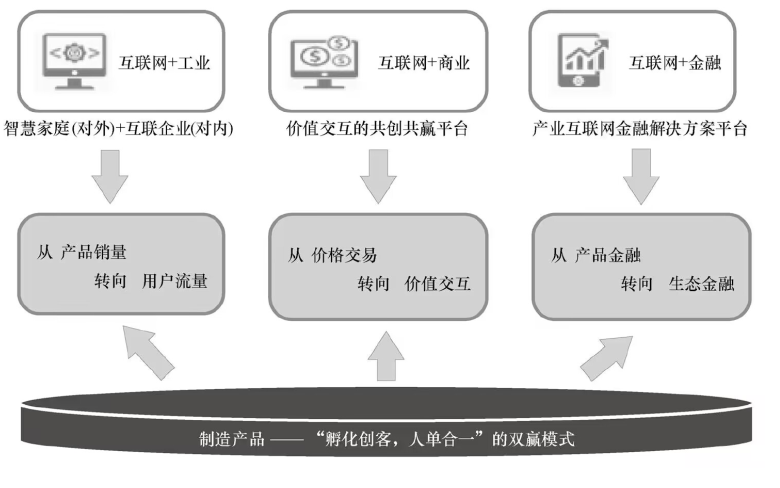 互联网+工业
互联网+商业
互联网+金融
智慧家庭(对外)+互联企业(对内)
价值交互的共创共赢平台
产业互联网金融解决方案平台
从 产品销量
转向 用户流量
从 价格交易
转向 价值交互
从 产品金融
转向 生态金融
制造产品 —— “孵化创客，人单合一”的双赢模式